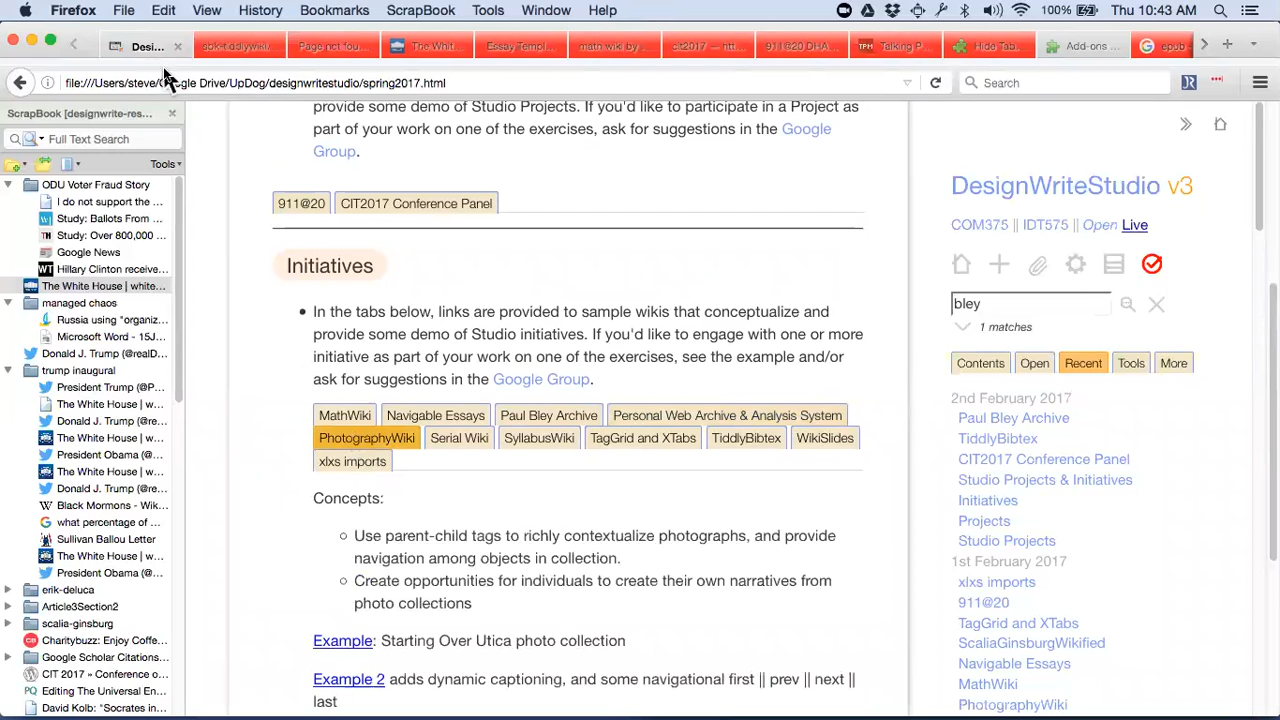 Firefox File Edit View History Bookmarks ScrapBook Tools Window Help 100% Thu 10:43 AM
Desi... sbk-tiddlywiki... Page not fou... The Whit... Essay Templ... math wiki by ... cit2017 — htt... 911@20 DHA... TPM Talking P... Hide Tab... Add-ons ... epub
file:///Users/steve/Google Drive/UpDog/designwritestudio/spring2017.html Search
ScrapBook [designwrite-res...
Full Text Search
Tools
ODU Voter Fraud Story
I do not support the ...
Study: Ballots From ...
Study: Over 800,000 ...
Google News
Hillary Clinton receive...
The White House | white...
managed chaos
Russia using "organiz...
Microsoft Word - 15J...
Donald J. Trump (@realD...
trump inaugural
President Trump (@P...
The White House | w...
Donald J. Trump (@re...
The White House | w...
President Obama (@...
The White House | w...
Donald J. Trump (@re...
Black Mormons - Wik...
what percentage of ...
Sullivan Ballou Letter
The White House | w...
President Obama (@...
erik-deluca
Article3Section2
scalia-ginsburg
Charitybuzz: Enjoy Coffe...
Google Scholar Citations
CIT 2017 » Conference o...
Editing The Universal En...
David Kolb: "Socrates in...
provide some demo of Studio Projects. If you'd like to participate in a Project as
part of your work on one of the exercises, ask for suggestions in the Google
Group.
911@20 CIT2017 Conference Panel
Initiatives
In the tabs below, links are provided to sample wikis that conceptualize and
provide some demo of Studio initiatives. If you'd like to engage with one or more
initiative as part of your work on one of the exercises, see the example and/or
ask for suggestions in the Google Group.
MathWiki Navigable Essays Paul Bley Archive Personal Web Archive & Analysis System
PhotographyWiki Serial Wiki SyllabusWiki TagGrid and XTabs TiddlyBibtex WikiSlides
xlxs imports
Concepts:
Use parent-child tags to richly contextualize photographs, and provide
navigation among objects in collection.
Create opportunities for individuals to create their own narratives from
photo collections
Example: Starting Over Utica photo collection
Example 2 adds dynamic captioning, and some navigational first || prev || next ||
last
DesignWriteStudio v3
COM375 || IDT575 || Open Live
bley
1 matches
Contents Open Recent Tools More
2nd February 2017
Paul Bley Archive
TiddlyBibtex
CIT2017 Conference Panel
Studio Projects & Initiatives
Initiatives
Projects
Studio Projects
1st February 2017
xlxs imports
911@20
TagGrid and XTabs
ScaliaGinsburgWikified
Navigable Essays
MathWiki
PhotographyWiki